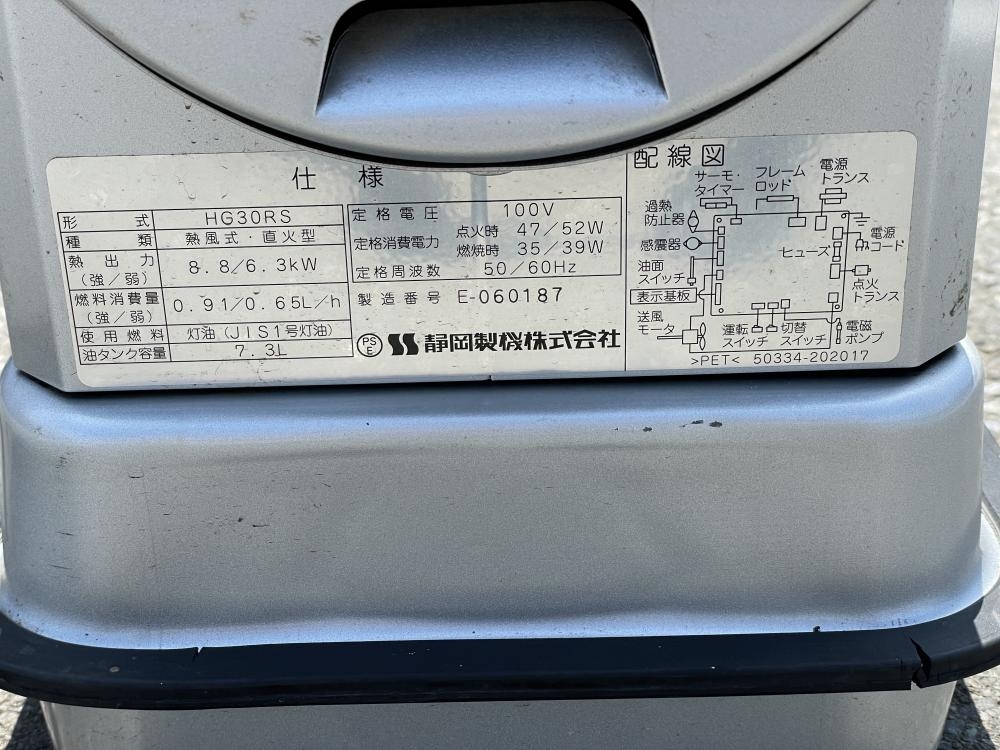 仕様
形式 HG30RS
種類 熱風式・直火型
熱出力
(強/弱) 8.8/6.3kW
燃料消費量
(強/弱) 0.91/0.65L/h
使用燃料 灯油(JIS1号灯油)
油タンク容量 7.3L
定格電圧 100V
定格消費電力 点火時 47/52W
燃焼時 35/39W
定格周波数 50/60Hz
製造番号 E-060187
PS
E
静岡製機株式会社
配線図
サーモ・
タイマー
フレーム
ロッド
電源
トランス
過熱
防止器
感震器
油面
スイッチ
表示基板
送風
モータ
ヒューズ
電源
コード
点火
トランス
運転
スイッチ
切替
スイッチ
電磁
ポンプ
>PET< 50334-202017